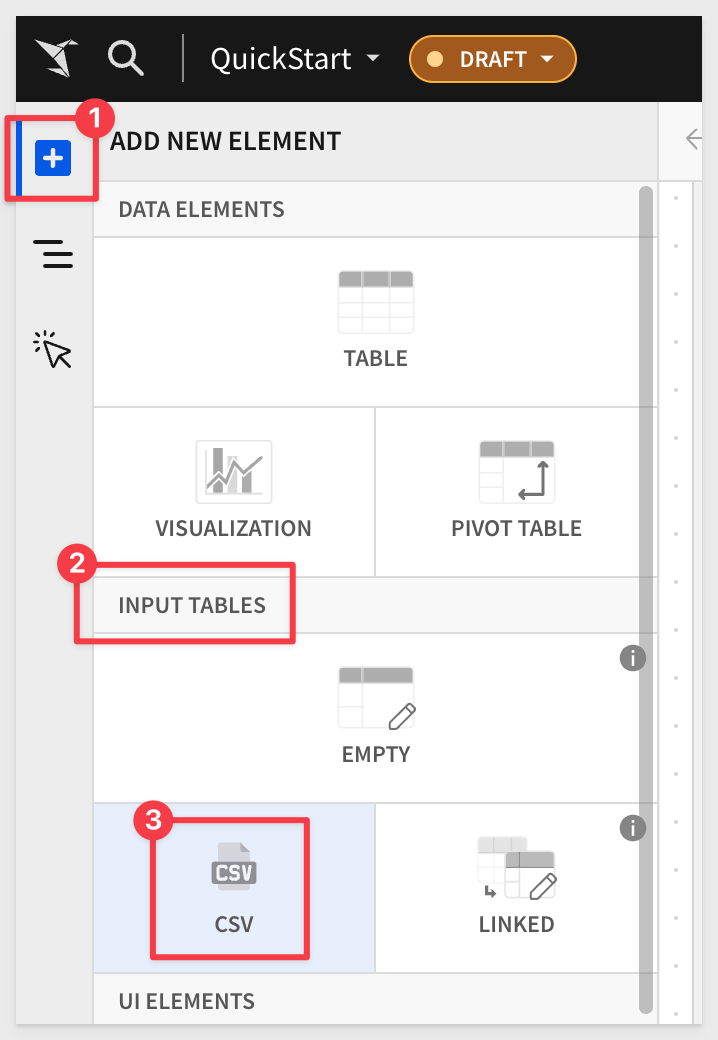 QuickStart
DRAFT
1
ADD NEW ELEMENT
DATA ELEMENTS
TABLE
VISUALIZATION
PIVOT TABLE
2
INPUT TABLES
i
EMPTY
3
i
CSV
CSV
LINKED
UI ELEMENTS